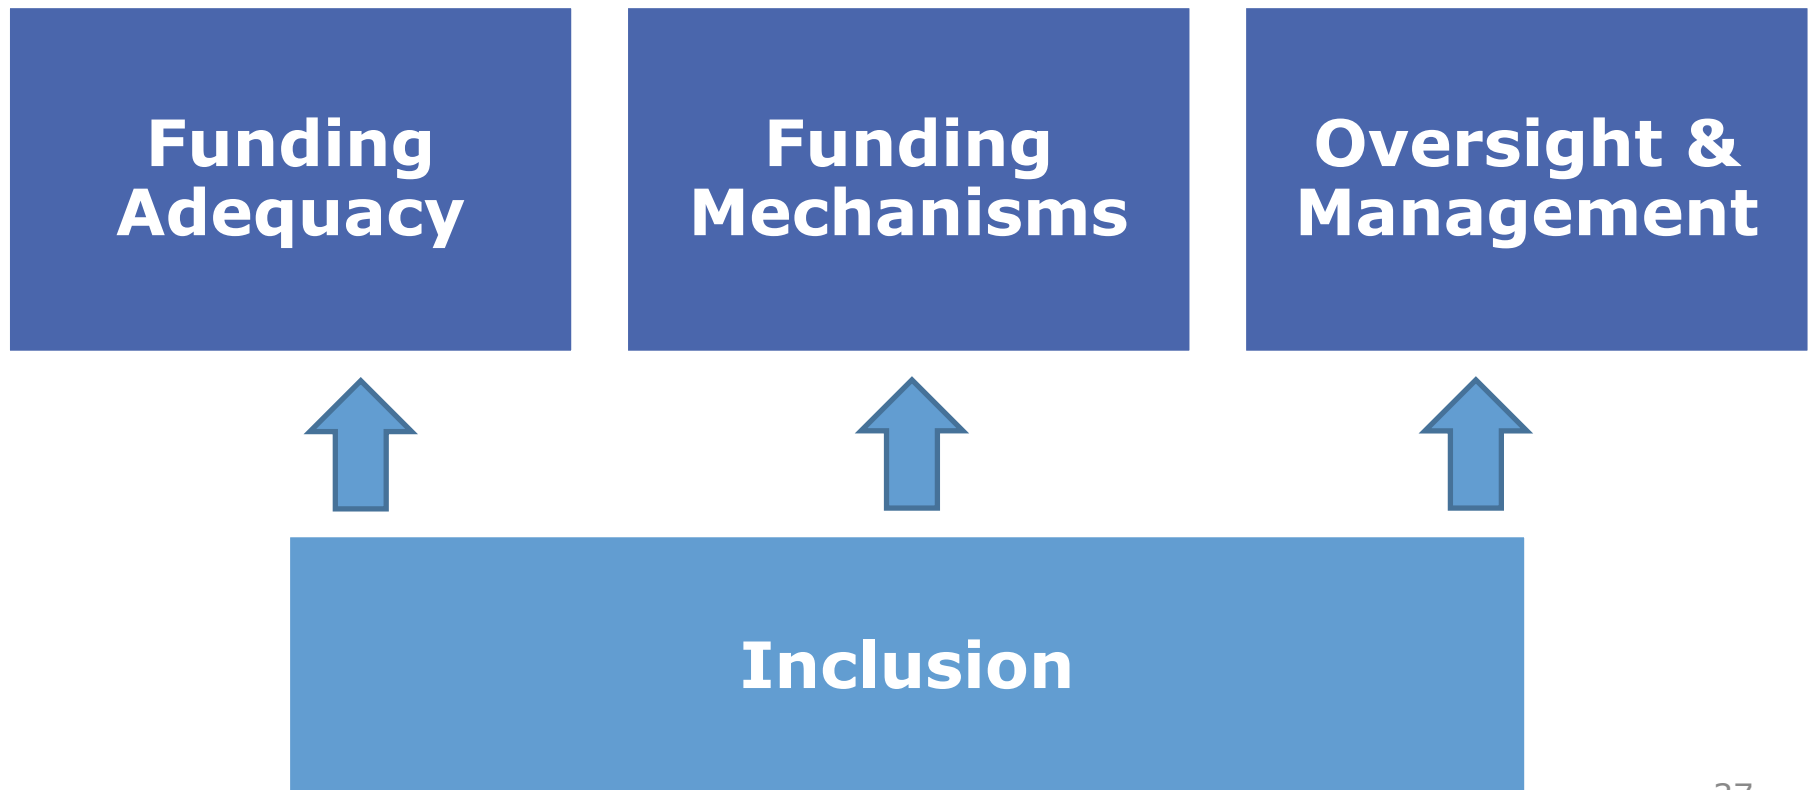 Funding
Adequacy
Funding
Mechanisms
Oversight &
Management
Inclusion